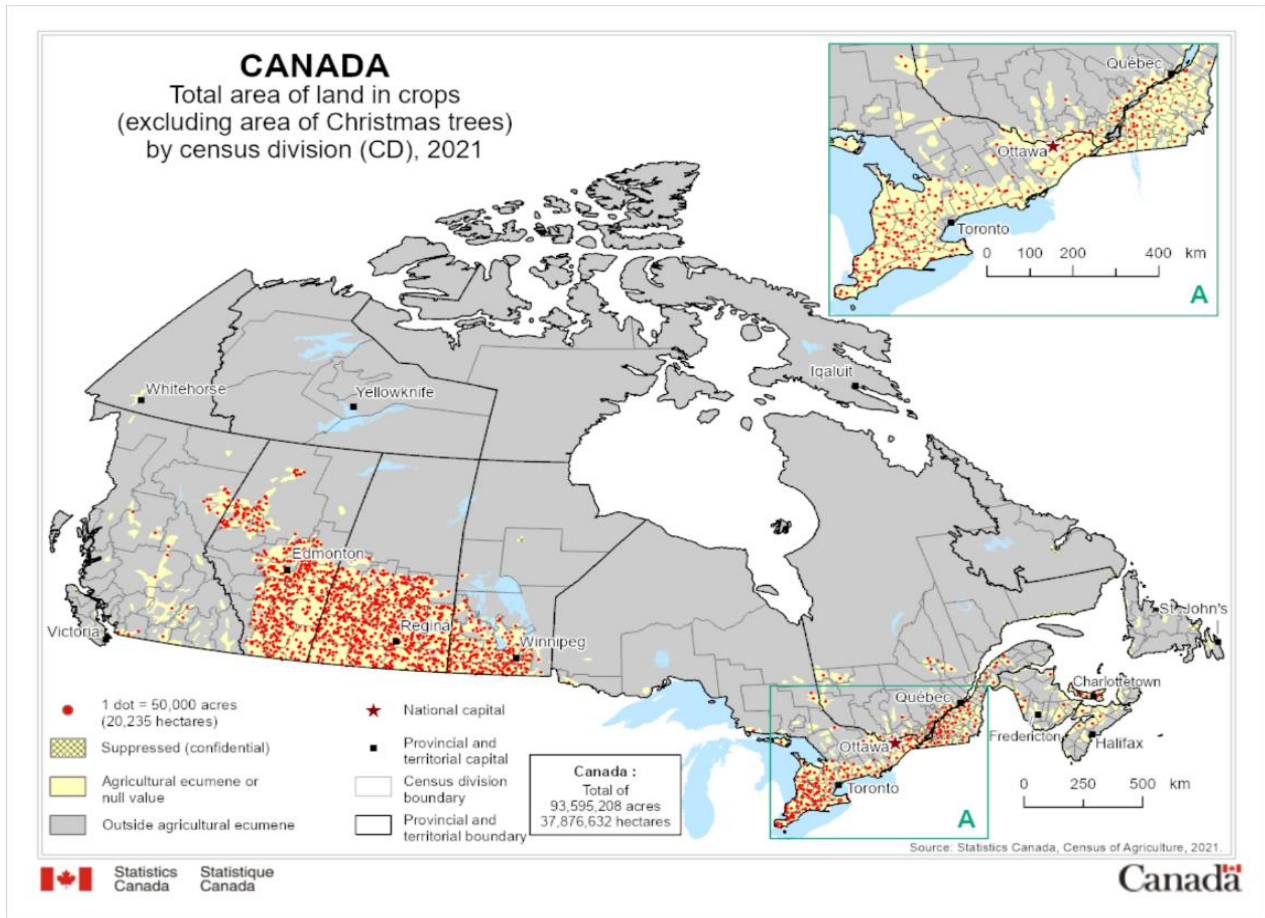 CANADA
Total area of land in crops
(excluding area of Christmas trees)
by census division (CD), 2021
Québec
Ottawa
Toronto
0 100 200 400 km
A
Whitehorse
Yellowknife
Iqaluit
Edmonton
Victoria
Regina
Winnipeg
St. John's
Charlottetown
Québec
Fredericton
Halifax
Ottawa
Toronto
A
0 250 500 km
1 dot = 50,000 acres
(20,235 hectares)
Suppressed (confidential)
Agricultural ecumene or
null value
Outside agricultural ecumene
National capital
Provincial and
territorial capital
Census division
boundary
Provincial and
territorial boundary
Canada :
Total of
93,595,208 acres
37,876,632 hectares
Source: Statistics Canada, Census of Agriculture, 2021.
Statistics
Canada
Statistique
Canada
Canada